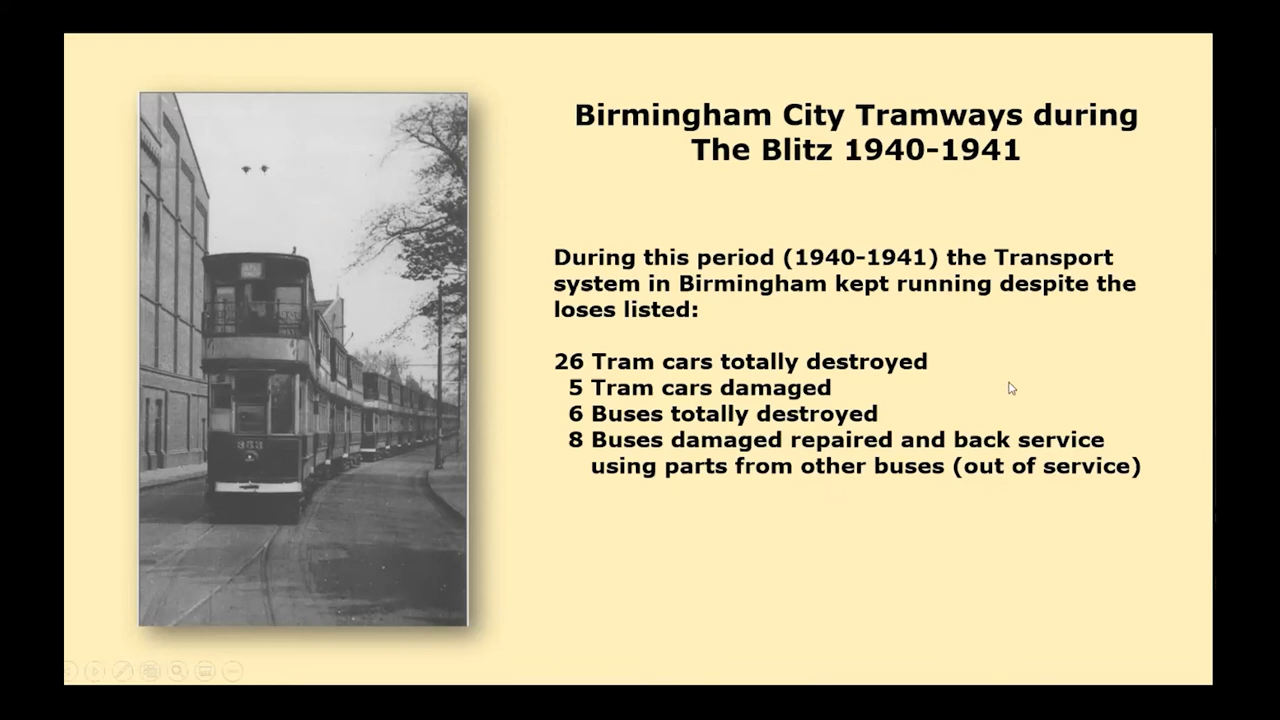 Birmingham City Tramways during
The Blitz 1940-1941
During this period (1940-1941) the Transport
system in Birmingham kept running despite the
loses listed:
26 Tram cars totally destroyed
5 Tram cars damaged
6 Buses totally destroyed
8 Buses damaged repaired and back service
using parts from other buses (out of service)